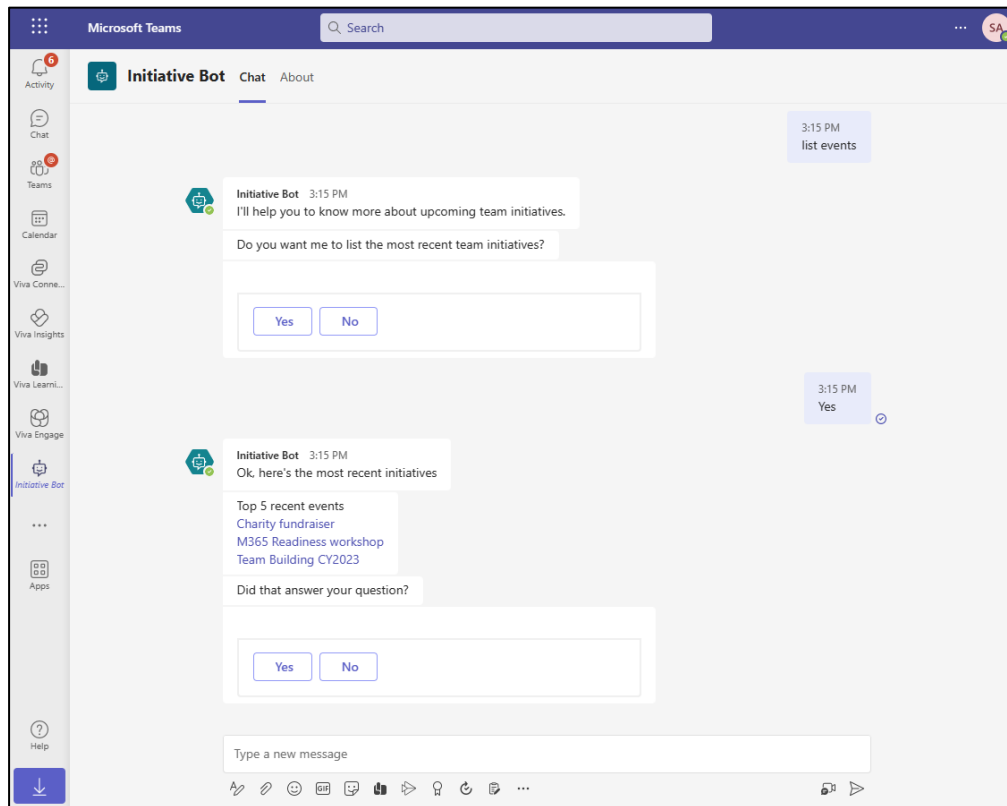 Microsoft Teams
Search
SA
6
Activity
Chat
@
Teams
Calendar
Viva Conne...
Viva Insights
Viva Learni...
Viva Engage
Initiative Bot
Apps
Help
Initiative Bot Chat About
3:15 PM
list events
Initiative Bot 3:15 PM
I'll help you to know more about upcoming team initiatives.
Do you want me to list the most recent team initiatives?
Yes No
3:15 PM
Yes
Initiative Bot 3:15 PM
Ok, here's the most recent initiatives
Top 5 recent events
Charity fundraiser
M365 Readiness workshop
Team Building CY2023
Did that answer your question?
Yes No
Type a new message
GIF